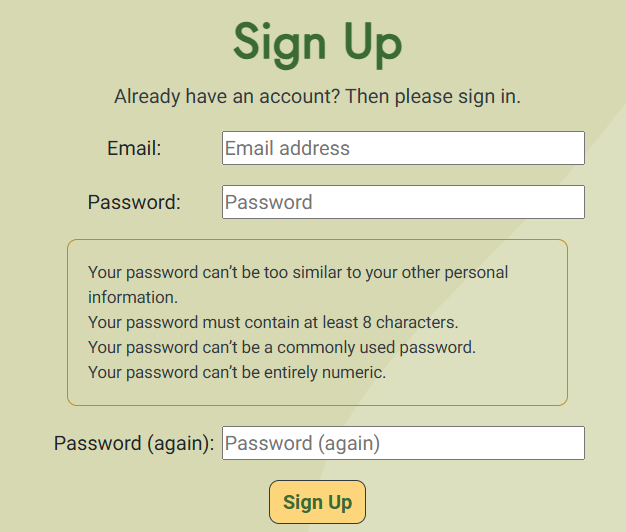 Sign Up
Already have an account? Then please sign in.
Email: Email address
Password: Password
Your password can’t be too similar to your other personal
information.
Your password must contain at least 8 characters.
Your password can’t be a commonly used password.
Your password can’t be entirely numeric.
Password (again): Password (again)
Sign Up